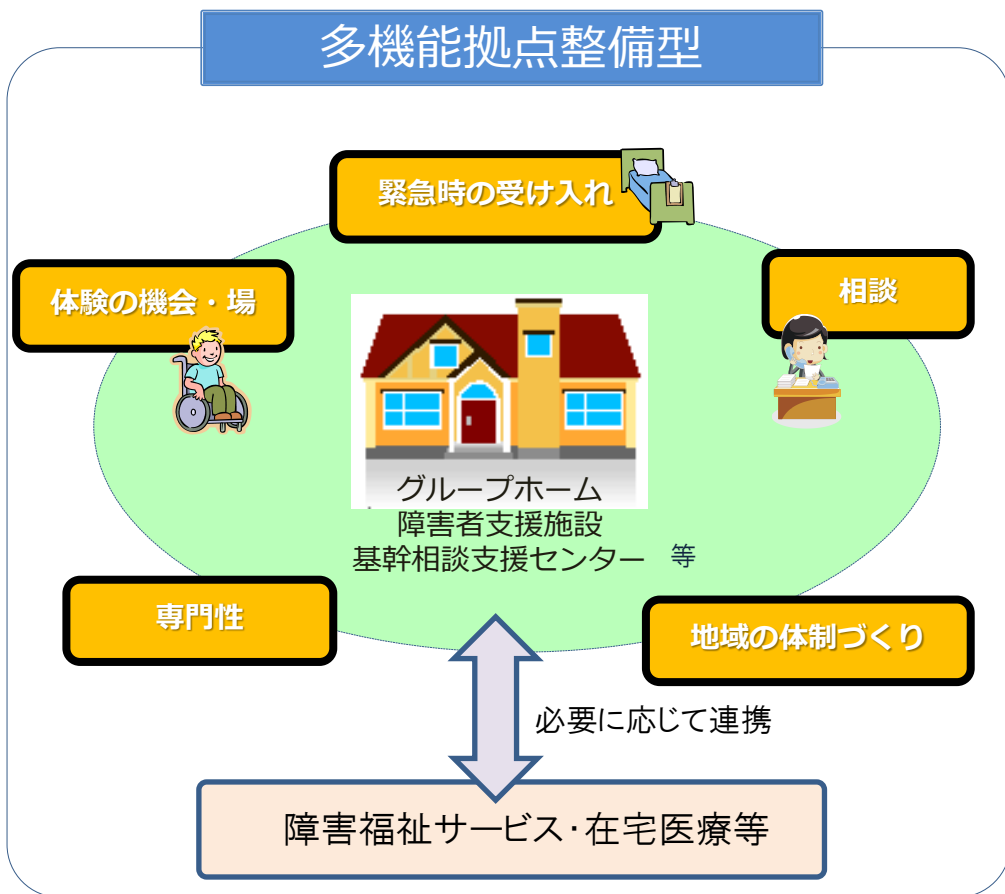 多機能拠点整備型
緊急時の受け入れ
体験の機会・場
相談
グループホーム
障害者支援施設
基幹相談支援センター 等
専門性
地域の体制づくり
必要に応じて連携
障害福祉サービス･在宅医療等